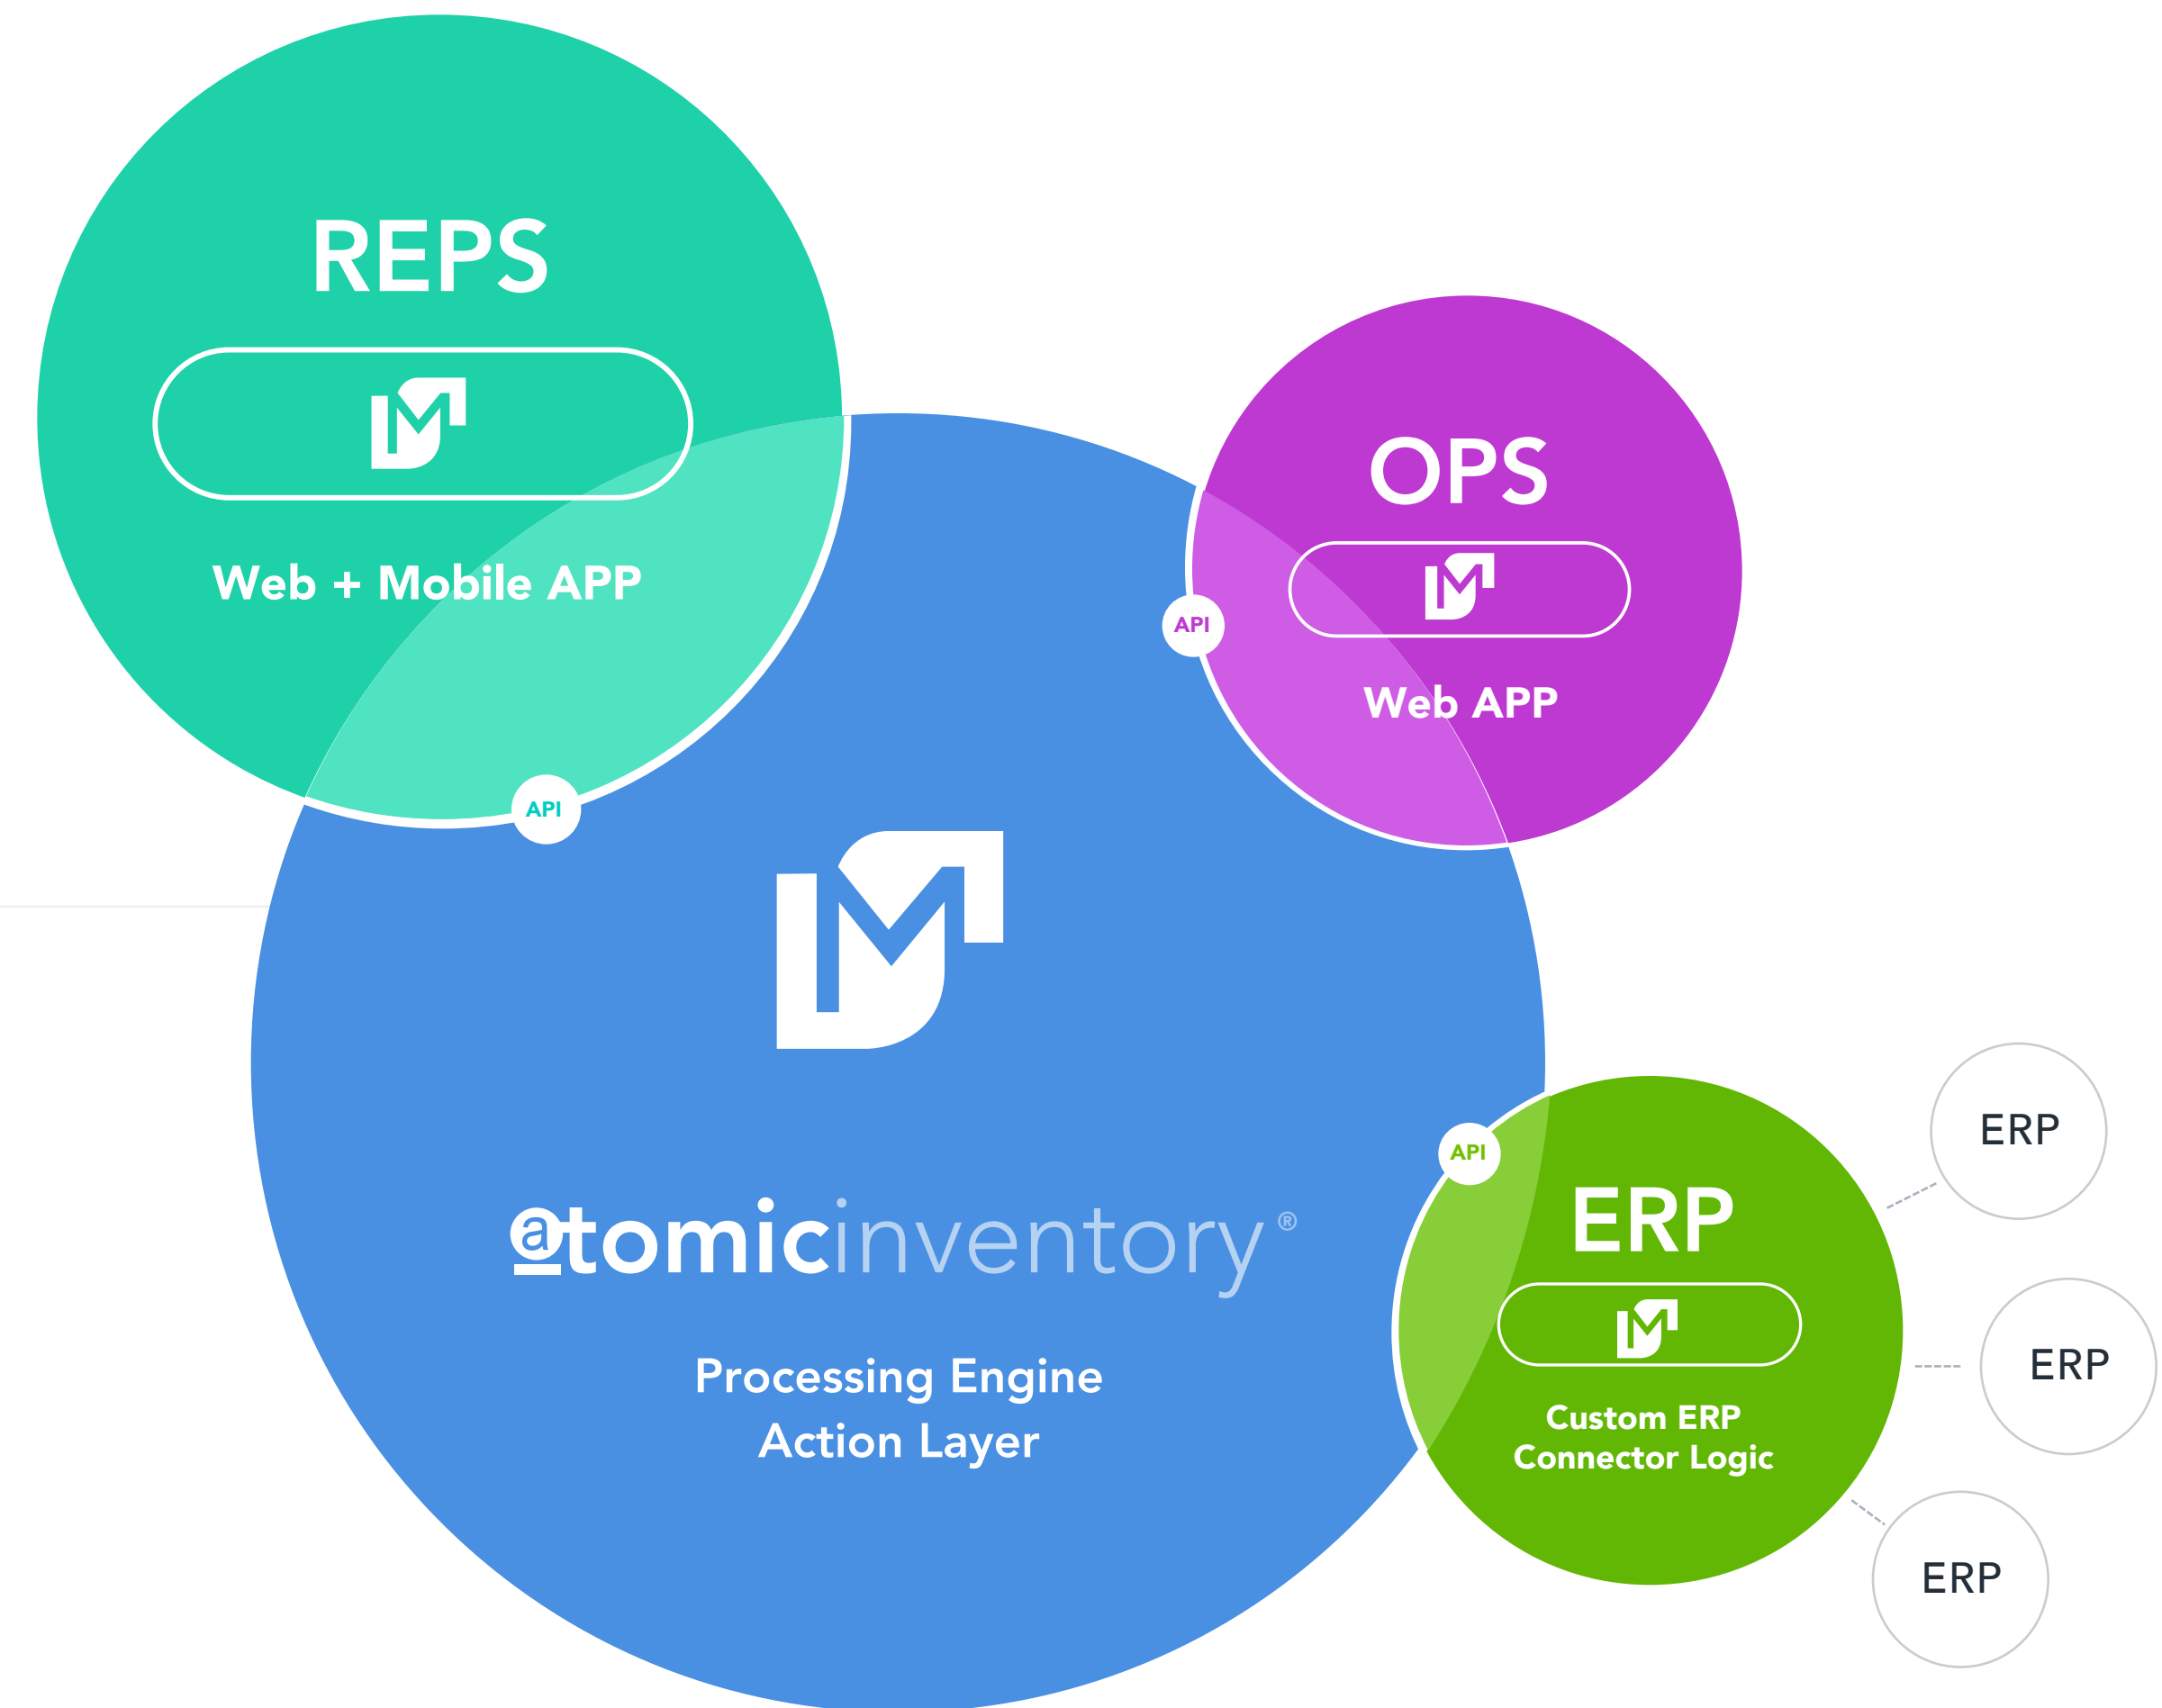 REPS
Web + Mobile APP
API
OPS
Web APP
API
atomicinventory®
Processing Engine
Action Layer
API
ERP
Custom ERP
Connector Logic
ERP
ERP
ERP